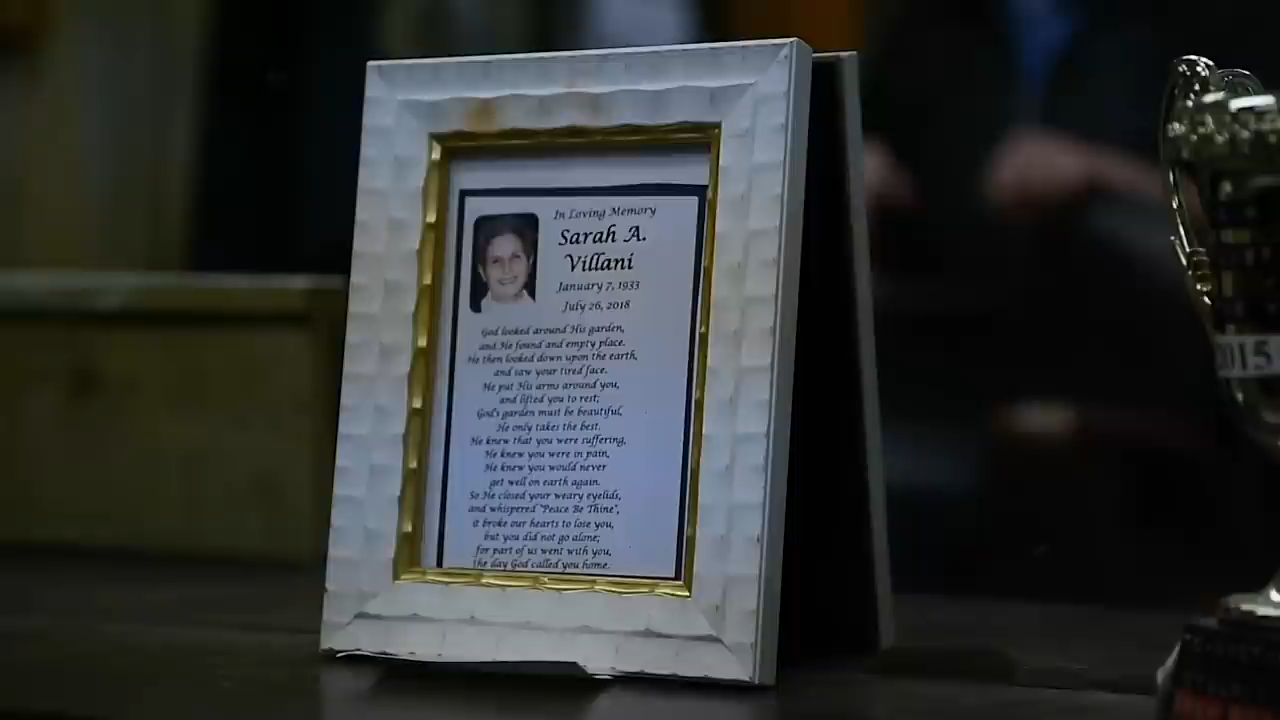 In Loving Memory
Sarah A.
Villani
January 7, 1933
July 26, 2018
God looked around His garden,
and He found and empty place.
He then looked down upon the earth,
and saw your tired face.
He put His arms around you,
and lifted you to rest;
God's garden must be beautiful,
He only takes the best.
He knew that you were suffering,
He knew you were in pain,
He knew you would never
get well on earth again.
So He closed your weary eyelids,
and whispered "Peace Be Thine",
it broke our hearts to lose you,
but you did not go alone;
for part of us went with you,
the day God called you home.
2015